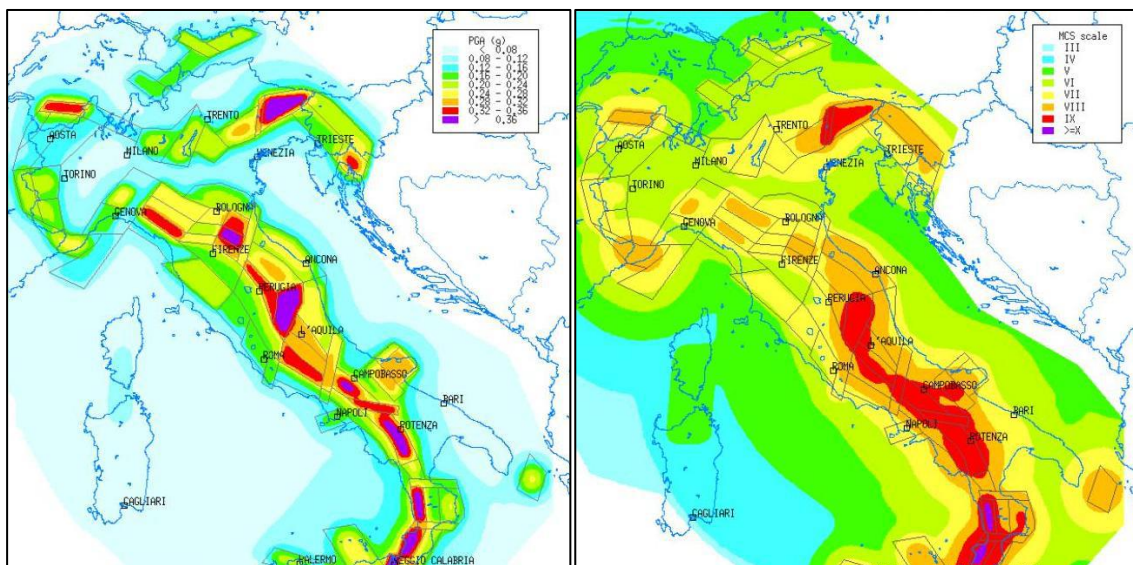 PGA (g)
< 0.08
0.08 - 0.12
0.12 - 0.16
0.16 - 0.20
0.20 - 0.24
0.24 - 0.28
0.28 - 0.32
0.32 - 0.36
> 0.36
TRENTO
AOSTA
MILANO
TRIESTE
VENEZIA
TORINO
GENOVA
BOLOGNA
FIRENZE
ANCONA
PERUGIA
L'AQUILA
ROMA
CAMPOBASSO
BARI
NAPOLI
POTENZA
CAGLIARI
PALERMO
REGGIO CALABRIA
MCS scale
III
IV
V
VI
VII
VIII
IX
>=X
TRENTO
AOSTA
MILANO
TRIESTE
VENEZIA
TORINO
GENOVA
BOLOGNA
FIRENZE
ANCONA
PERUGIA
L'AQUILA
ROMA
CAMPOBASSO
BARI
NAPOLI
POTENZA
CAGLIARI